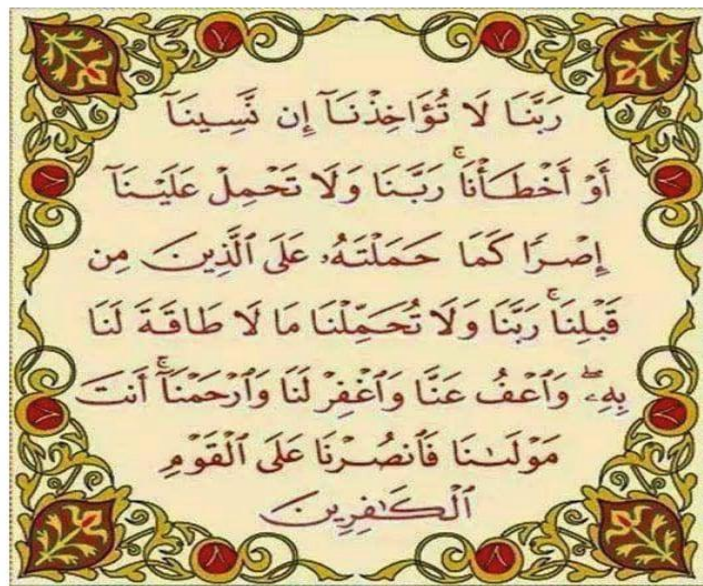 رَبَّنَا لَا تُؤَاخِذْنَآ إِن نَّسِينَآ
أَوْ أَخْطَأْنَا ۚ رَبَّنَا وَلَا تَحْمِلْ عَلَيْنَآ
إِصْرًا كَمَا حَمَلْتَهُۥ عَلَى ٱلَّذِينَ مِن
قَبْلِنَا ۚ رَبَّنَا وَلَا تُحَمِّلْنَا مَا لَا طَاقَةَ لَنَا
بِهِۦ ۖ وَٱعْفُ عَنَّا وَٱغْفِرْ لَنَا وَٱرْحَمْنَآ ۚ أَنتَ
مَوْلَىٰنَا فَٱنصُرْنَا عَلَى ٱلْقَوْمِ
ٱلْكَـٰفِرِينَ